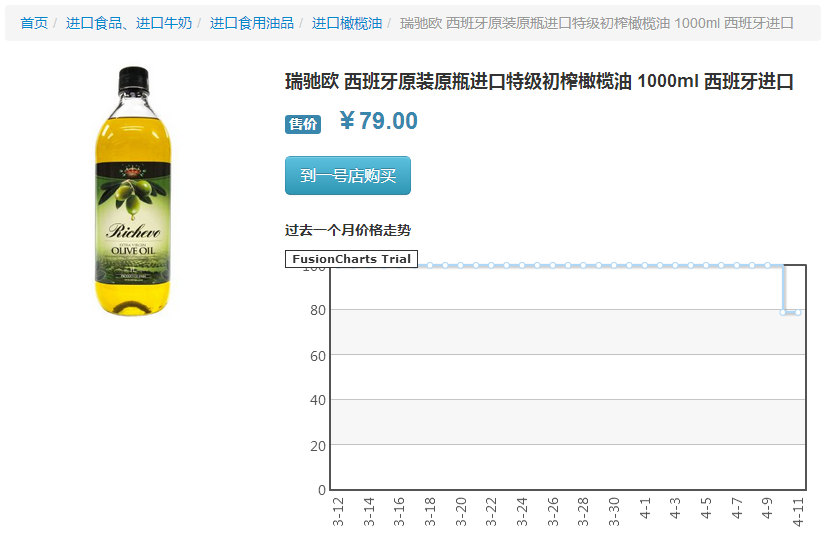 首页 / 进口食品、进口牛奶 / 进口食用油品 / 进口橄榄油 / 瑞驰欧 西班牙原装原瓶进口特级初榨橄榄油 1000ml 西班牙进口
瑞驰欧 西班牙原装原瓶进口特级初榨橄榄油 1000ml 西班牙进口
售价 ￥79.00
到一号店购买
Richevo
EXTRA VIRGIN
OLIVE OIL
1L
过去一个月价格走势
FusionCharts Trial
100
80
60
40
20
0
3-12 3-14 3-16 3-18 3-20 3-22 3-24 3-26 3-28 3-30 4-1 4-3 4-5 4-7 4-9 4-11